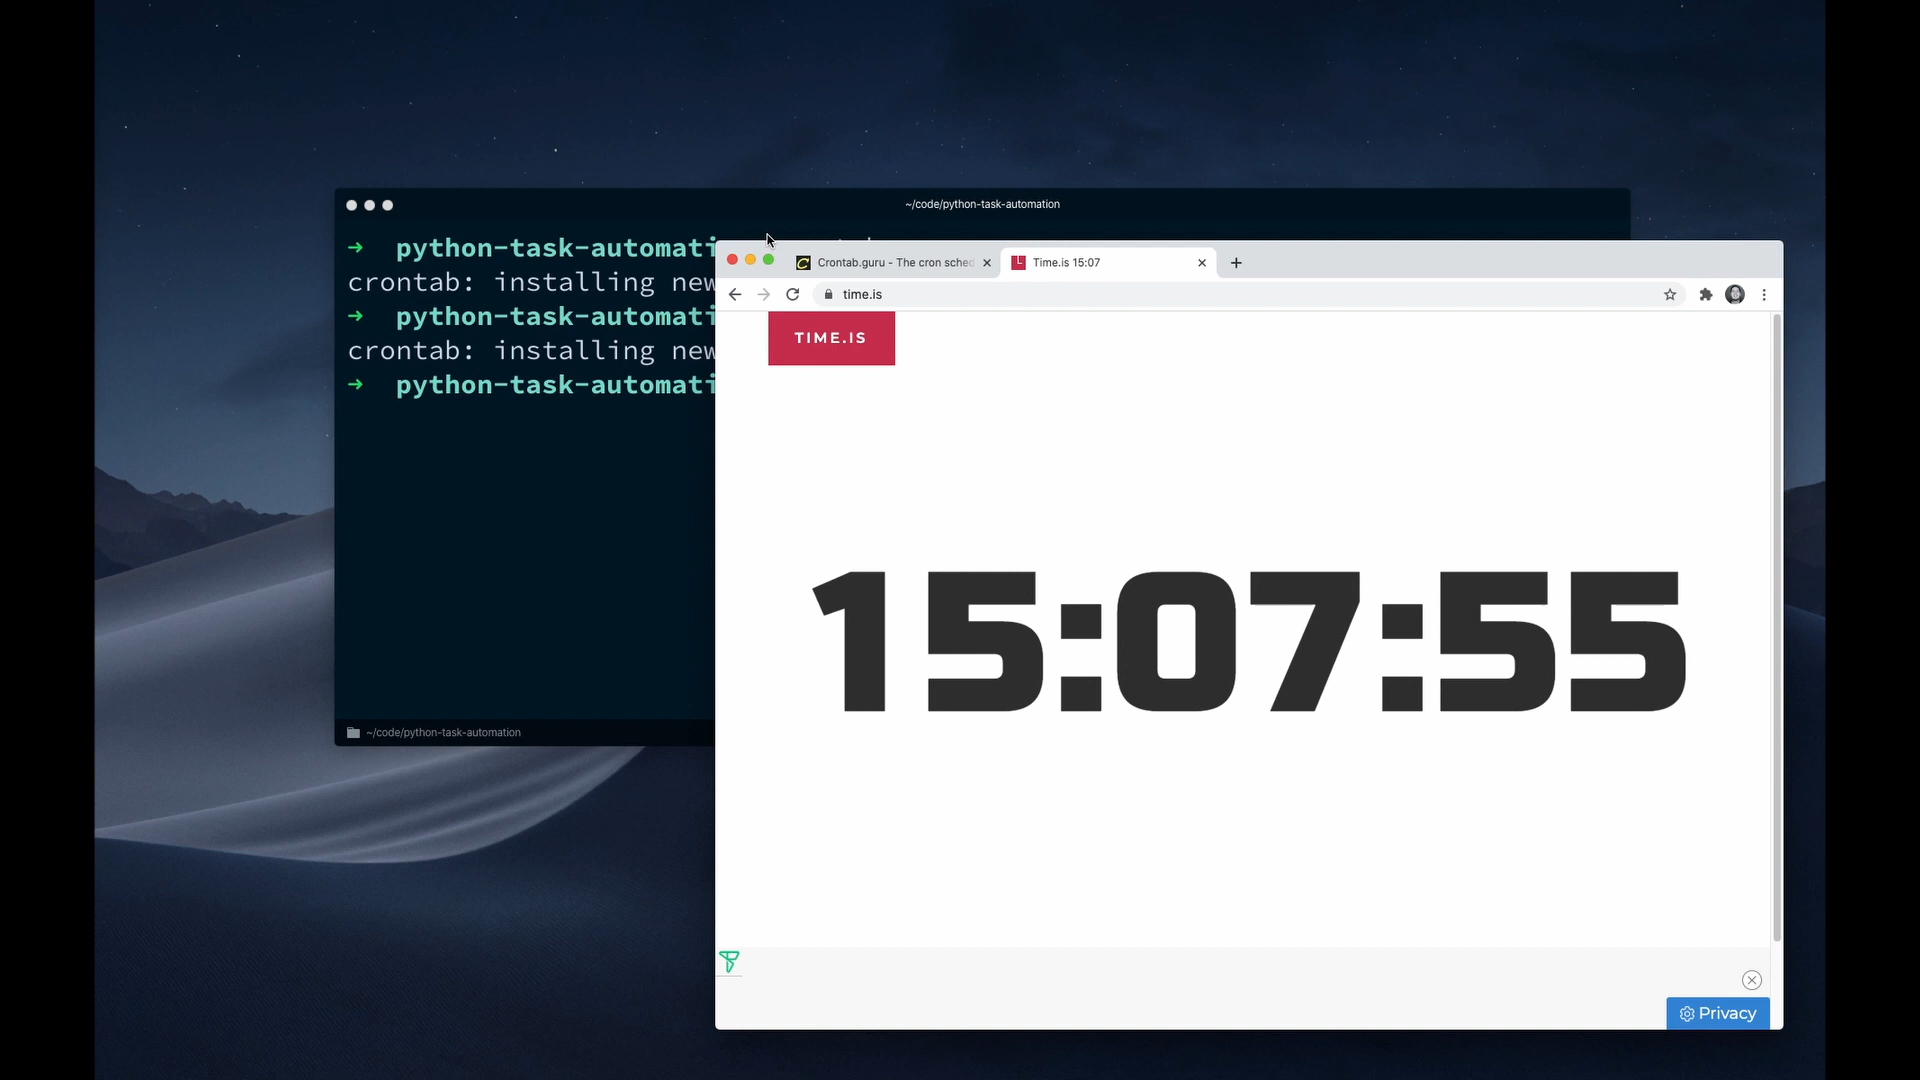 ~/code/python-task-automation
➜ python-task-automati
crontab: installing new
➜ python-task-automati
crontab: installing new
➜ python-task-automati
~/code/python-task-automation
Crontab.guru - The cron sched
Time.is 15:07
time.is
TIME.IS
15:07:55
Privacy